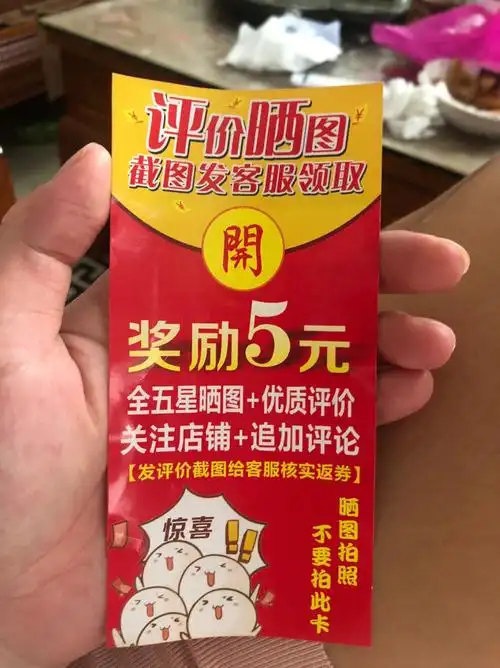 评价晒图
截图发客服领取
開
奖励5元
全五星晒图+优质评价
关注店铺+追加评论
【发评价截图给客服核实返券】
惊喜!!
晒图拍照
不要拍此卡